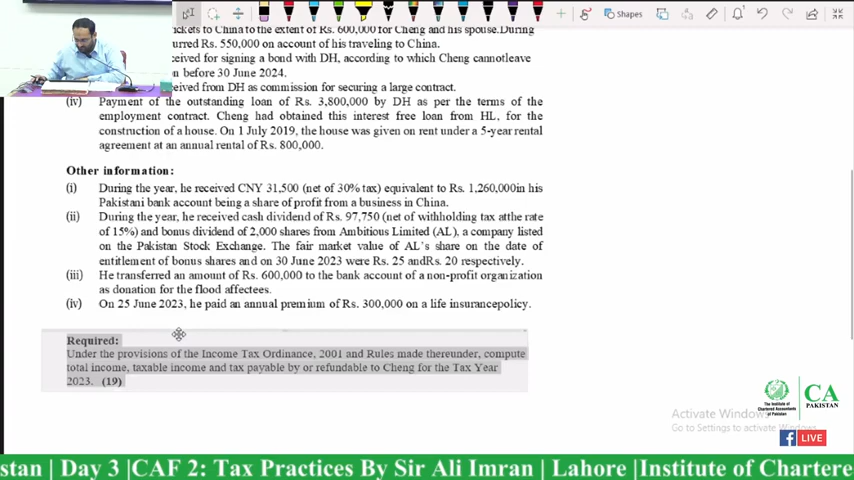 Shapes
ckets to China to the extent of Rs. 600,000 for Cheng and his spouse.During
urred Rs. 550,000 on account of his traveling to China.
ceived for signing a bond with DH, according to which Cheng cannotleave
n before 30 June 2024.
ceived from DH as commission for securing a large contract.
(iv) Payment of the outstanding loan of Rs. 3,800,000 by DH as per the terms of the
employment contract. Cheng had obtained this interest free loan from HL, for the
construction of a house. On 1 July 2019, the house was given on rent under a 5-year rental
agreement at an annual rental of Rs. 800,000.
Other information:
(i) During the year, he received CNY 31,500 (net of 30% tax) equivalent to Rs. 1,260,000in his
Pakistani bank account being a share of profit from a business in China.
(ii) During the year, he received cash dividend of Rs. 97,750 (net of withholding tax atthe rate
of 15%) and bonus dividend of 2,000 shares from Ambitious Limited (AL), a company listed
on the Pakistan Stock Exchange. The fair market value of AL's share on the date of
entitlement of bonus shares and on 30 June 2023 were Rs. 25 andRs. 20 respectively.
(iii) He transferred an amount of Rs. 600,000 to the bank account of a non-profit organization
as donation for the flood affectees.
(iv) On 25 June 2023, he paid an annual premium of Rs. 300,000 on a life insurancepolicy.
Required:
Under the provisions of the Income Tax Ordinance, 2001 and Rules made thereunder, compute
total income, taxable income and tax payable by or refundable to Cheng for the Tax Year
2023. (19)
The Institute of
Chartered Accountants
of Pakistan
CA
PAKISTAN
Activate Windows
Go to Settings to activate Windows.
LIVE
stan | Day 3 |CAF 2: Tax Practices By Sir Ali Imran | Lahore |Institute of Chartere